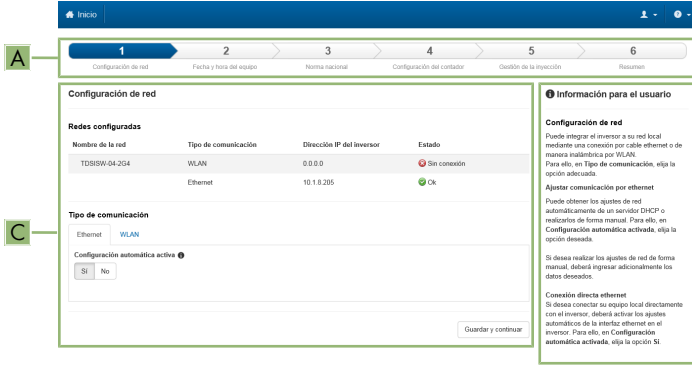 Inicio
A
1 2 3 4 5 6
Configuración de red Fecha y hora del equipo Norma nacional Configuración del contador Gestión de la inyección Resumen
C
Configuración de red
Redes configuradas
Nombre de la red Tipo de comunicación Dirección IP del inversor Estado
TDSISW-04-2G4 WLAN 0.0.0.0 Sin conexión
Ethernet 10.1.8.205 Ok
Tipo de comunicación
Ethernet WLAN
Configuración automática activa
Sí No
Guardar y continuar
Información para el usuario
Configuración de red
Puede integrar el inversor a su red local
mediante una conexión por cable ethernet o de
manera inalámbrica por WLAN.
Para ello, en Tipo de comunicación, elija la
opción adecuada.
Ajustar comunicación por ethernet
Puede obtener los ajustes de red
automáticamente de un servidor DHCP o
realizarlos de forma manual. Para ello, en
Configuración automática activada, elija la
opción deseada.
Si desea realizar los ajustes de red de forma
manual, deberá ingresar adicionalmente los
datos deseados.
Conexión directa ethernet
Si desea conectar su equipo local directamente
con el inversor, deberá activar los ajustes
automáticos de la interfaz ethernet en el
inversor. Para ello, en Configuración
automática activada, elija la opción Sí.